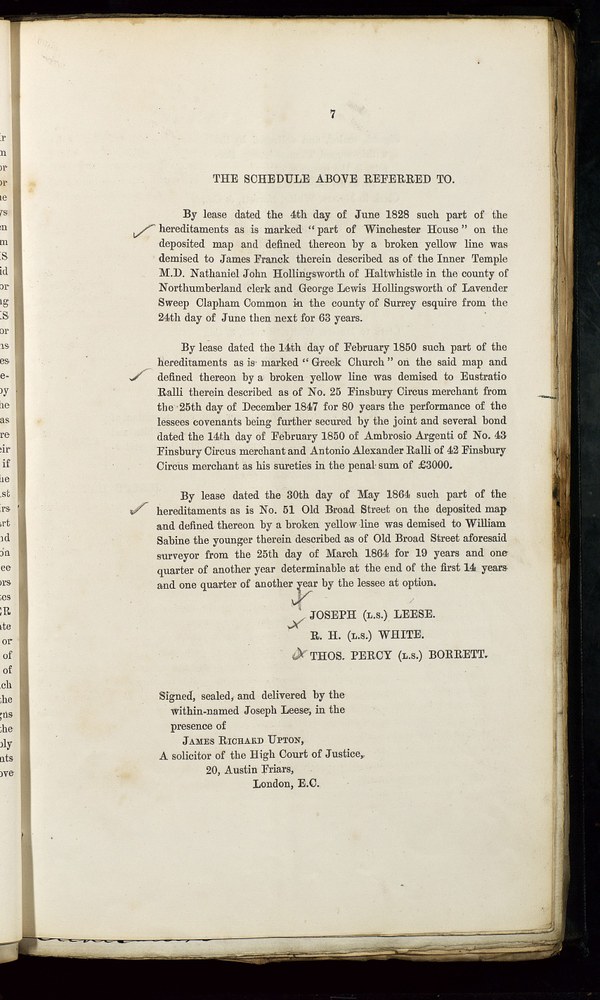 7
THE SCHEDULE ABOVE REFERRED TO.
By lease dated the 4th day of June 1828 such part of the
hereditaments as is marked "part of Winchester House" on the
deposited map and defined thereon by a broken yellow line was
demised to James Franck therein described as of the Inner Temple
M.D. Nathaniel John Hollingsworth of Haltwhistle in the county of
Northumberland clerk and George Lewis Hollingsworth of Lavender
Sweep Clapham Common in the county of Surrey esquire from the
24th day of June then next for 63 years.
By lease dated the 14th day of February 1850 such part of the
hereditaments as is marked "Greek Church" on the said map and
defined thereon by a broken yellow line was demised to Eustratio
Ralli therein described as of No. 25 Finsbury Circus merchant from
the 25th day of December 1847 for 80 years the performance of the
lessees covenants being further secured by the joint and several bond
dated the 14th day of February 1850 of Ambrosio Argenti of No. 43
Finsbury Circus merchant and Antonio Alexander Ralli of 42 Finsbury
Circus merchant as his sureties in the penal sum of £3000.
By lease dated the 30th day of May 1864 such part of the
hereditaments as is No. 51 Old Broad Street on the deposited map
and defined thereon by a broken yellow line was demised to William
Sabine the younger therein described as of Old Broad Street aforesaid
surveyor from the 25th day of March 1864 for 19 years and one
quarter of another year determinable at the end of the first 14 years
and one quarter of another year by the lessee at option.
JOSEPH (L.S.) LEESE.
R. H. (L.S.) WHITE.
THOS. PERCY (L.S.) BORRETT.
Signed, sealed, and delivered by the
within-named Joseph Leese, in the
presence of
JAMES RICHARD UPTON,
A solicitor of the High Court of Justice,
20, Austin Friars,
London, E.C.